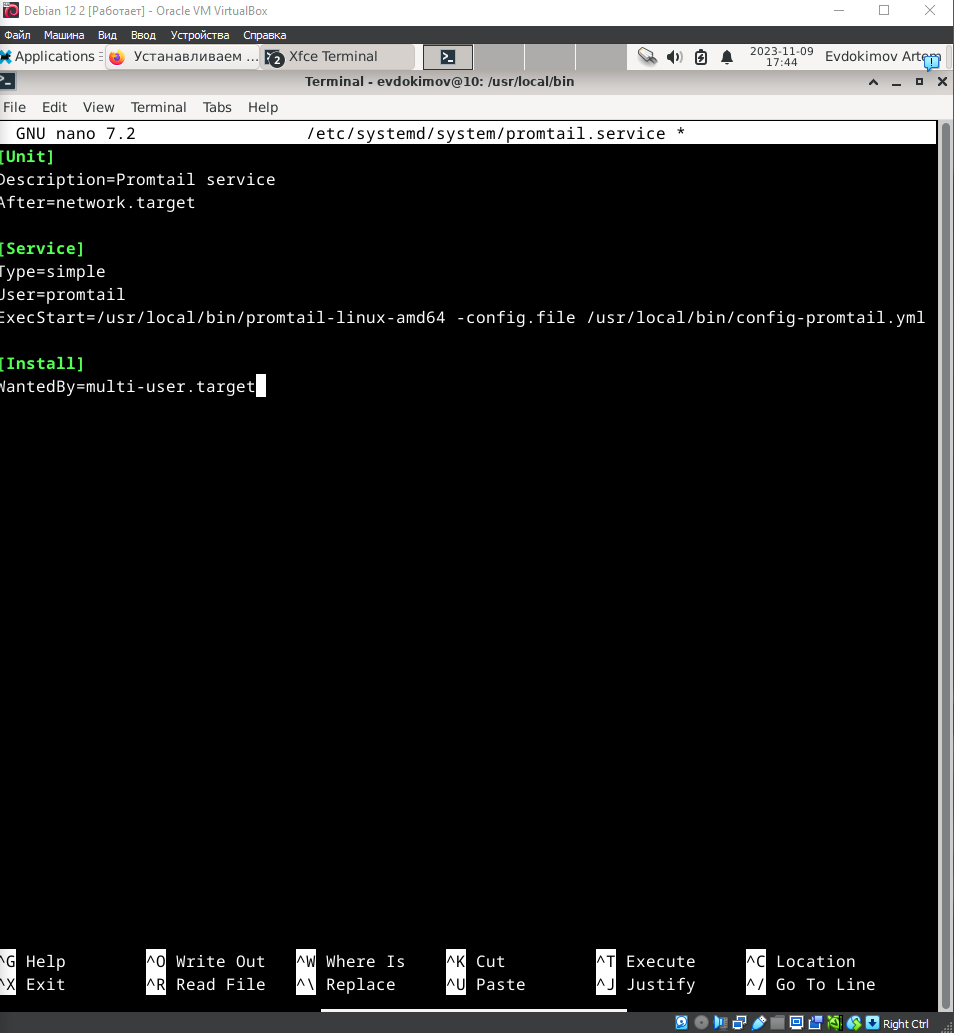 Debian 12 2 [Работает] - Oracle VM VirtualBox
Файл Машина Вид Ввод Устройства Справка
Applications Устанавливаем ... 2 Xfce Terminal 2023-11-09 Evdokimov Artem
17:44
Terminal - evdokimov@10: /usr/local/bin
File Edit View Terminal Tabs Help
GNU nano 7.2 /etc/systemd/system/promtail.service *
[Unit]
Description=Promtail service
After=network.target
[Service]
Type=simple
User=promtail
ExecStart=/usr/local/bin/promtail-linux-amd64 -config.file /usr/local/bin/config-promtail.yml
[Install]
WantedBy=multi-user.target
^G Help ^O Write Out ^W Where Is ^K Cut ^T Execute ^C Location
^X Exit ^R Read File ^\ Replace ^U Paste ^J Justify ^/ Go To Line
Right Ctrl